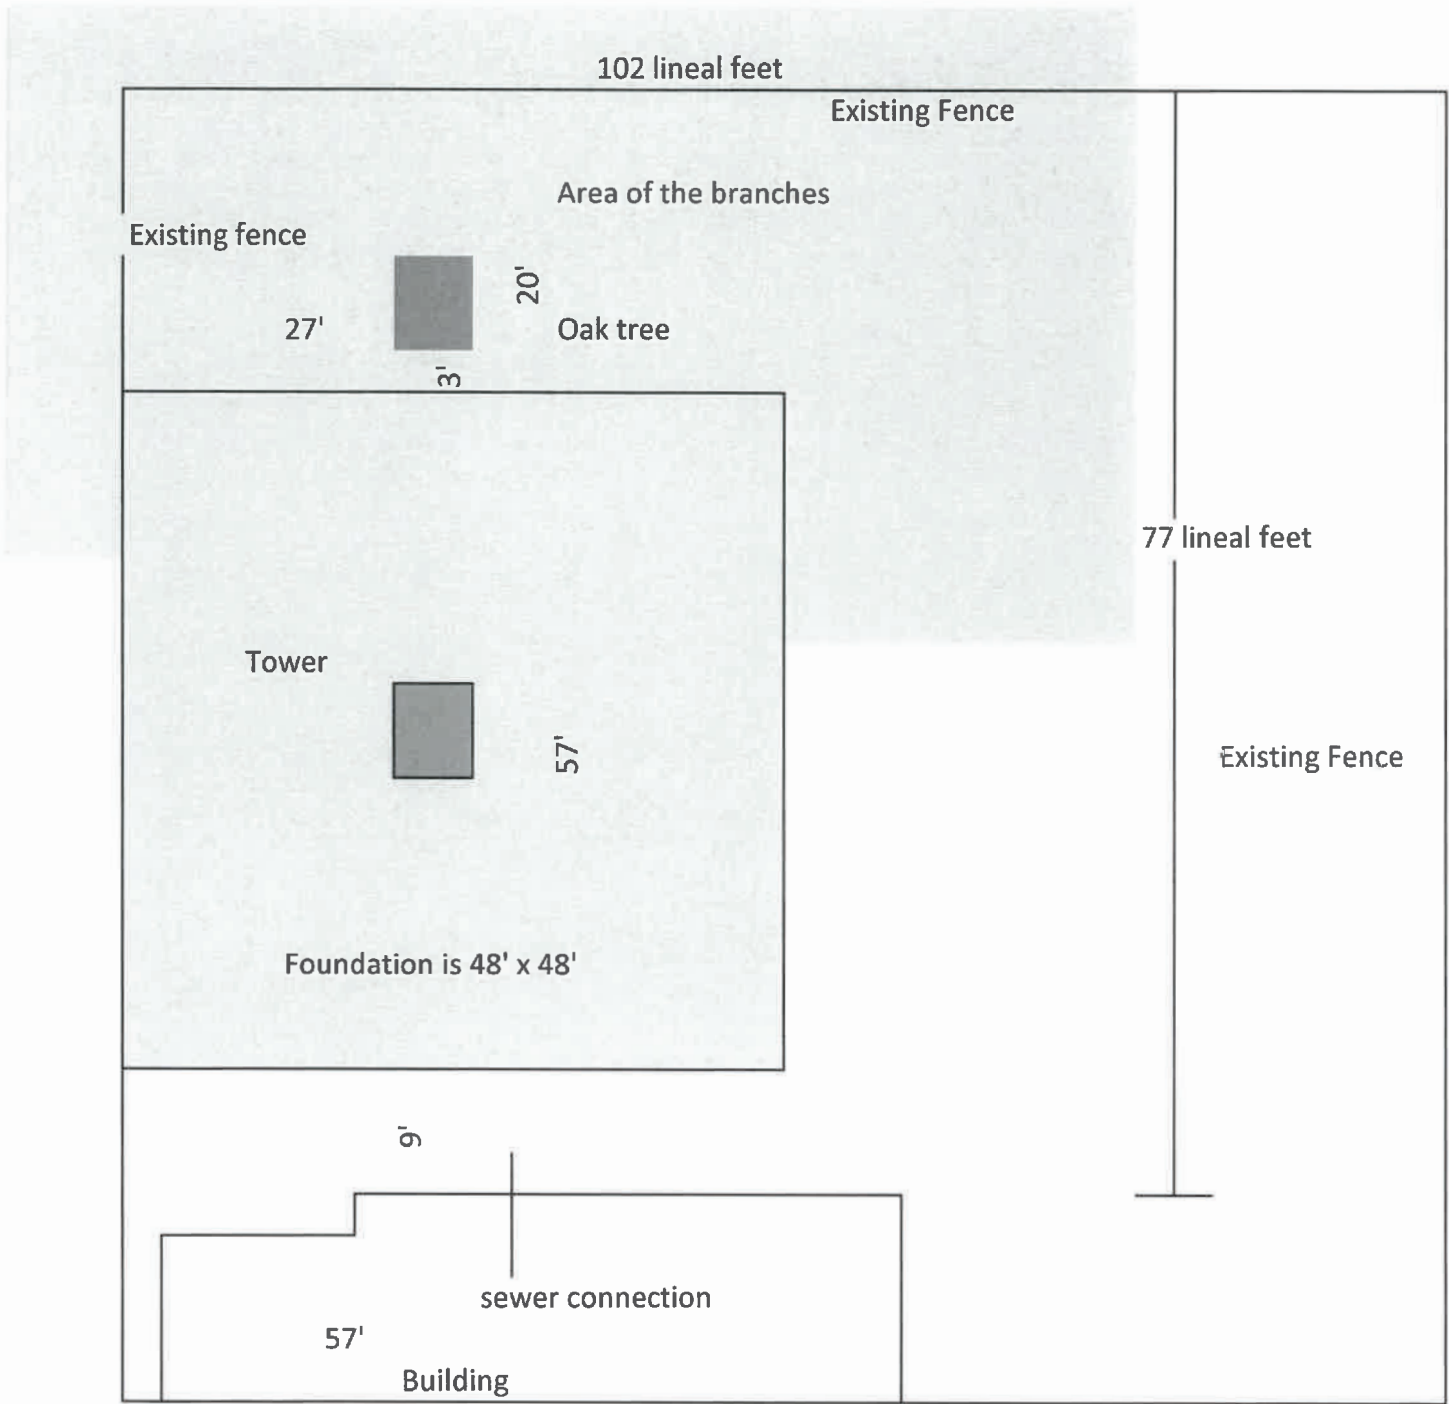 102 lineal feet
Existing Fence
Area of the branches
Existing fence
20'
27'
Oak tree
3'
77 lineal feet
Tower
57'
Existing Fence
Foundation is 48' x 48'
9'
sewer connection
57'
Building